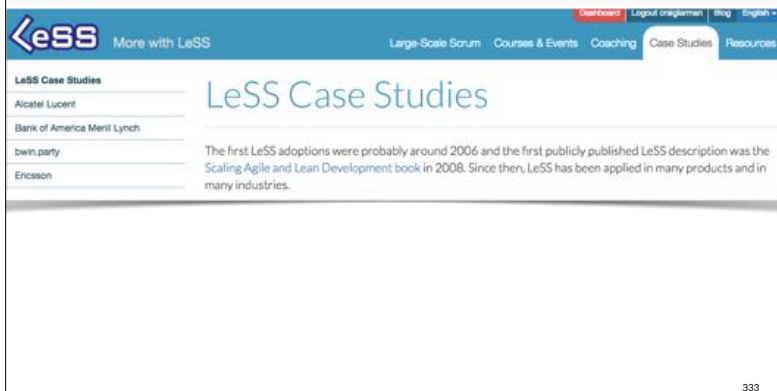 Dashboard Logout craiglarman Blog English
LeSS More with LeSS
Large-Scale Scrum Courses & Events Coaching Case Studies Resources
LeSS Case Studies
Alcatel Lucent
Bank of America Merill Lynch
bwin.party
Ericsson
LeSS Case Studies
The first LeSS adoptions were probably around 2006 and the first publicly published LeSS description was the
Scaling Agile and Lean Development book in 2008. Since then, LeSS has been applied in many products and in
many industries.
333